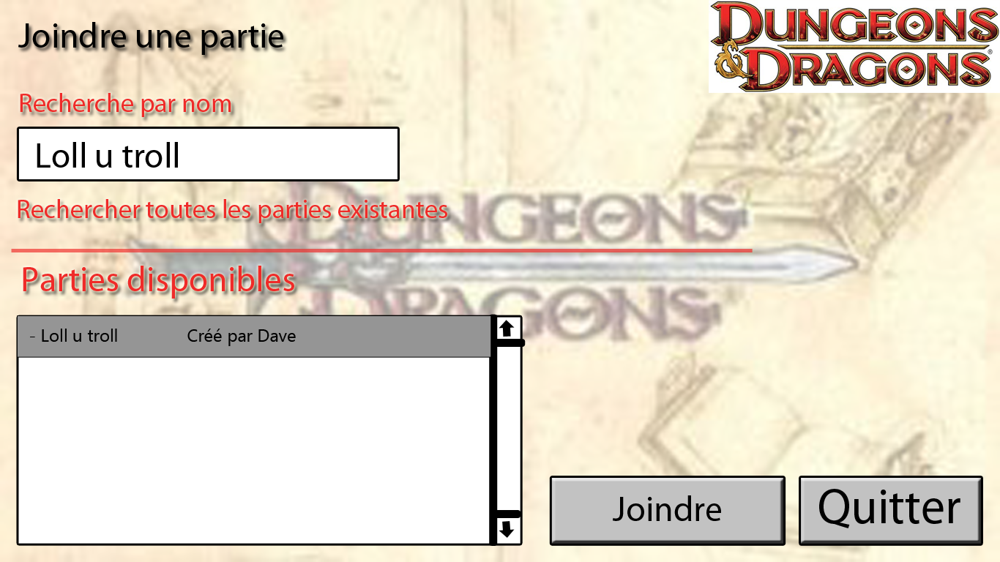 Joindre une partie
DUNGEONS
& DRAGONS®
Recherche par nom
Loll u troll
Rechercher toutes les parties existantes
DUNGEONS
DRAGONS
Parties disponibles
- Loll u troll Créé par Dave
Joindre
Quitter